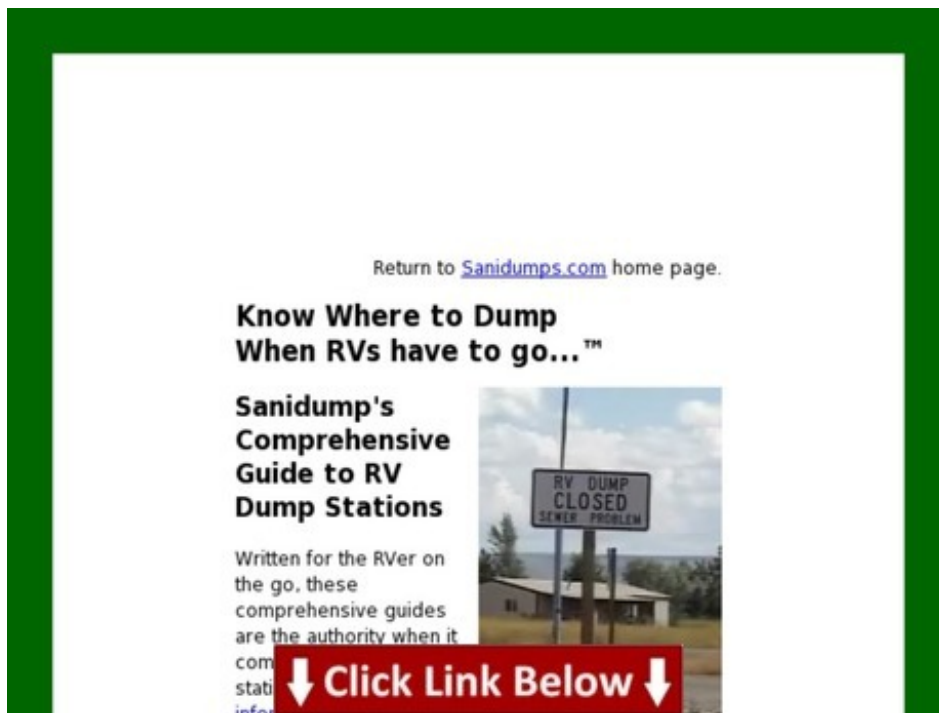 Return to Sanidumps.com home page.
Know Where to Dump
When RVs have to go...™
Sanidump's
Comprehensive
Guide to RV
Dump Stations
RV DUMP
CLOSED
SEWER PROBLEM
Written for the RVer on
the go, these
comprehensive guides
are the authority when it
Click Link Below